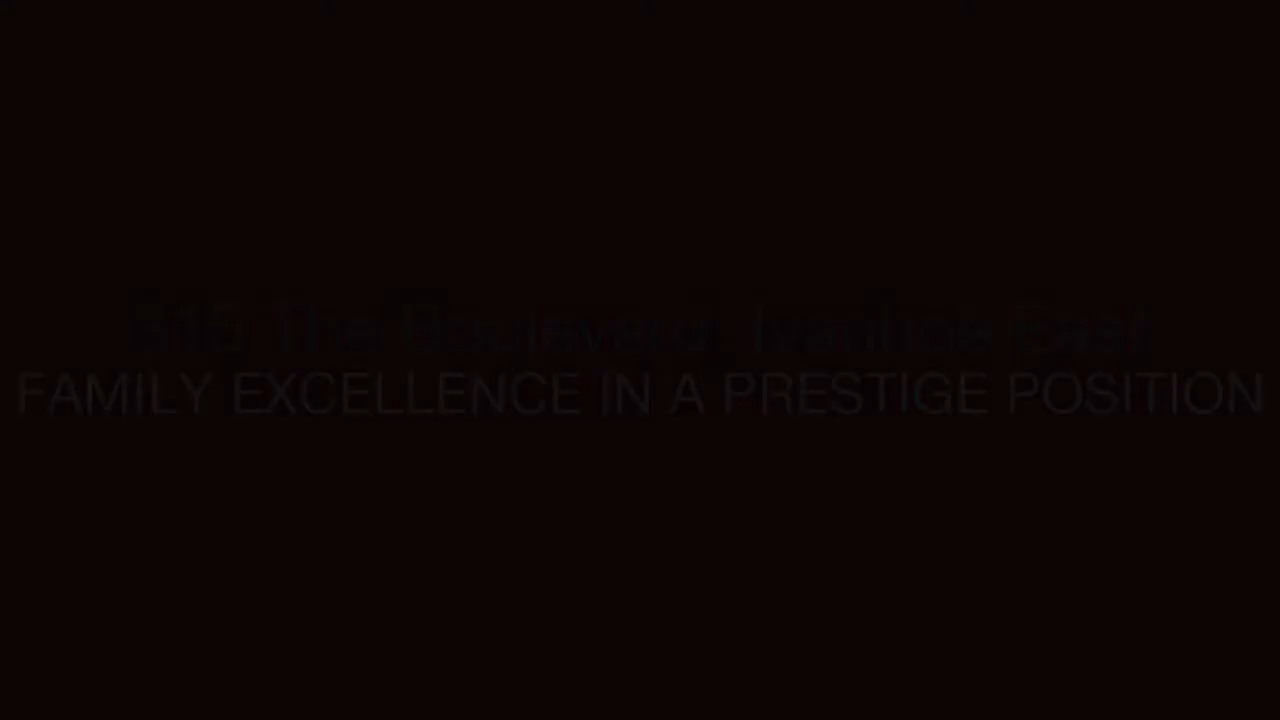 The Boulevard, Ivanhoe East
FAMILY EXCELLENCE IN A PRESTIGE POSITION